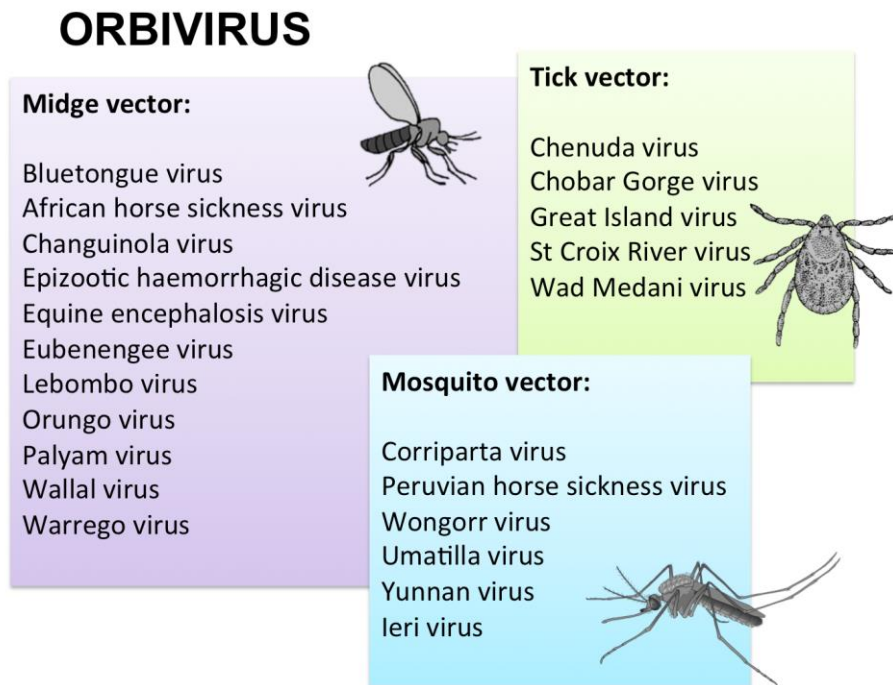 ORBIVIRUS
Midge vector:
Bluetongue virus
African horse sickness virus
Changuinola virus
Epizootic haemorrhagic disease virus
Equine encephalosis virus
Eubenengee virus
Lebombo virus
Orungo virus
Palyam virus
Wallal virus
Warrego virus
Tick vector:
Chenuda virus
Chobar Gorge virus
Great Island virus
St Croix River virus
Wad Medani virus
Mosquito vector:
Corriparta virus
Peruvian horse sickness virus
Wongorr virus
Umatilla virus
Yunnan virus
Ieri virus